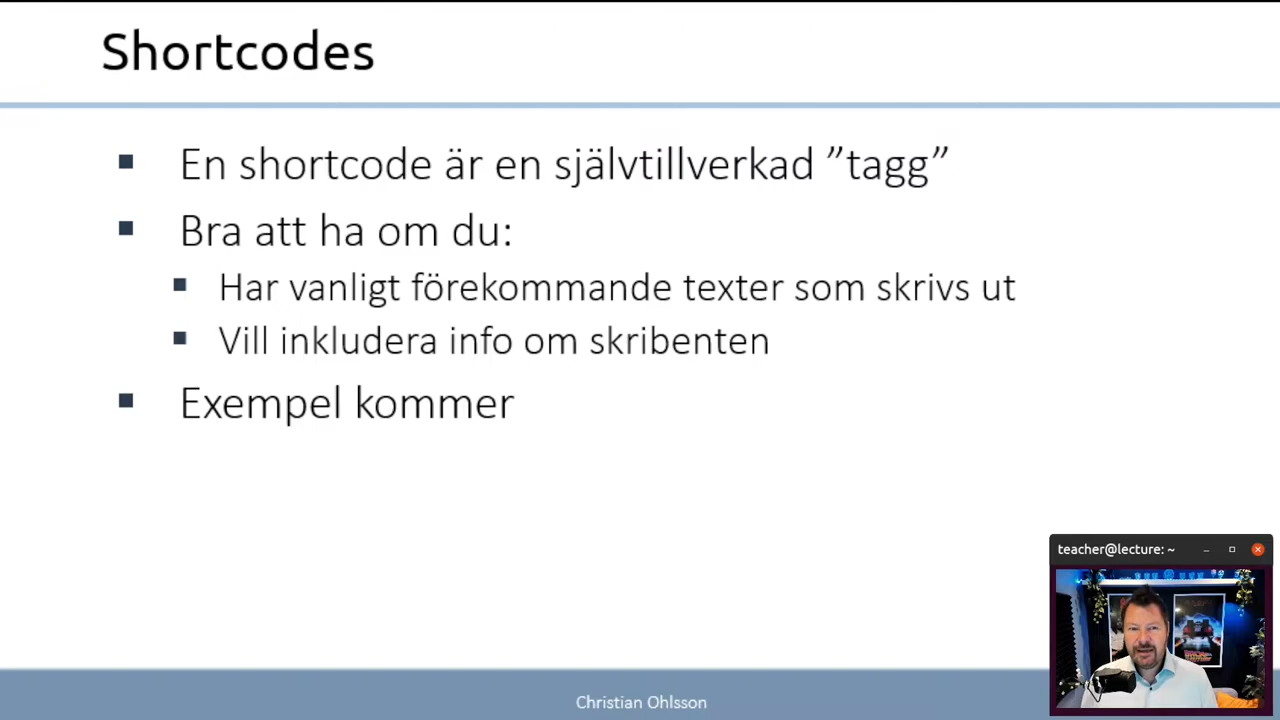 Shortcodes
En shortcode är en självtillverkad ”tagg”
Bra att ha om du:
Har vanligt förekommande texter som skrivs ut
Vill inkludera info om skribenten
Exempel kommer
teacher@lecture: ~
Christian Ohlsson